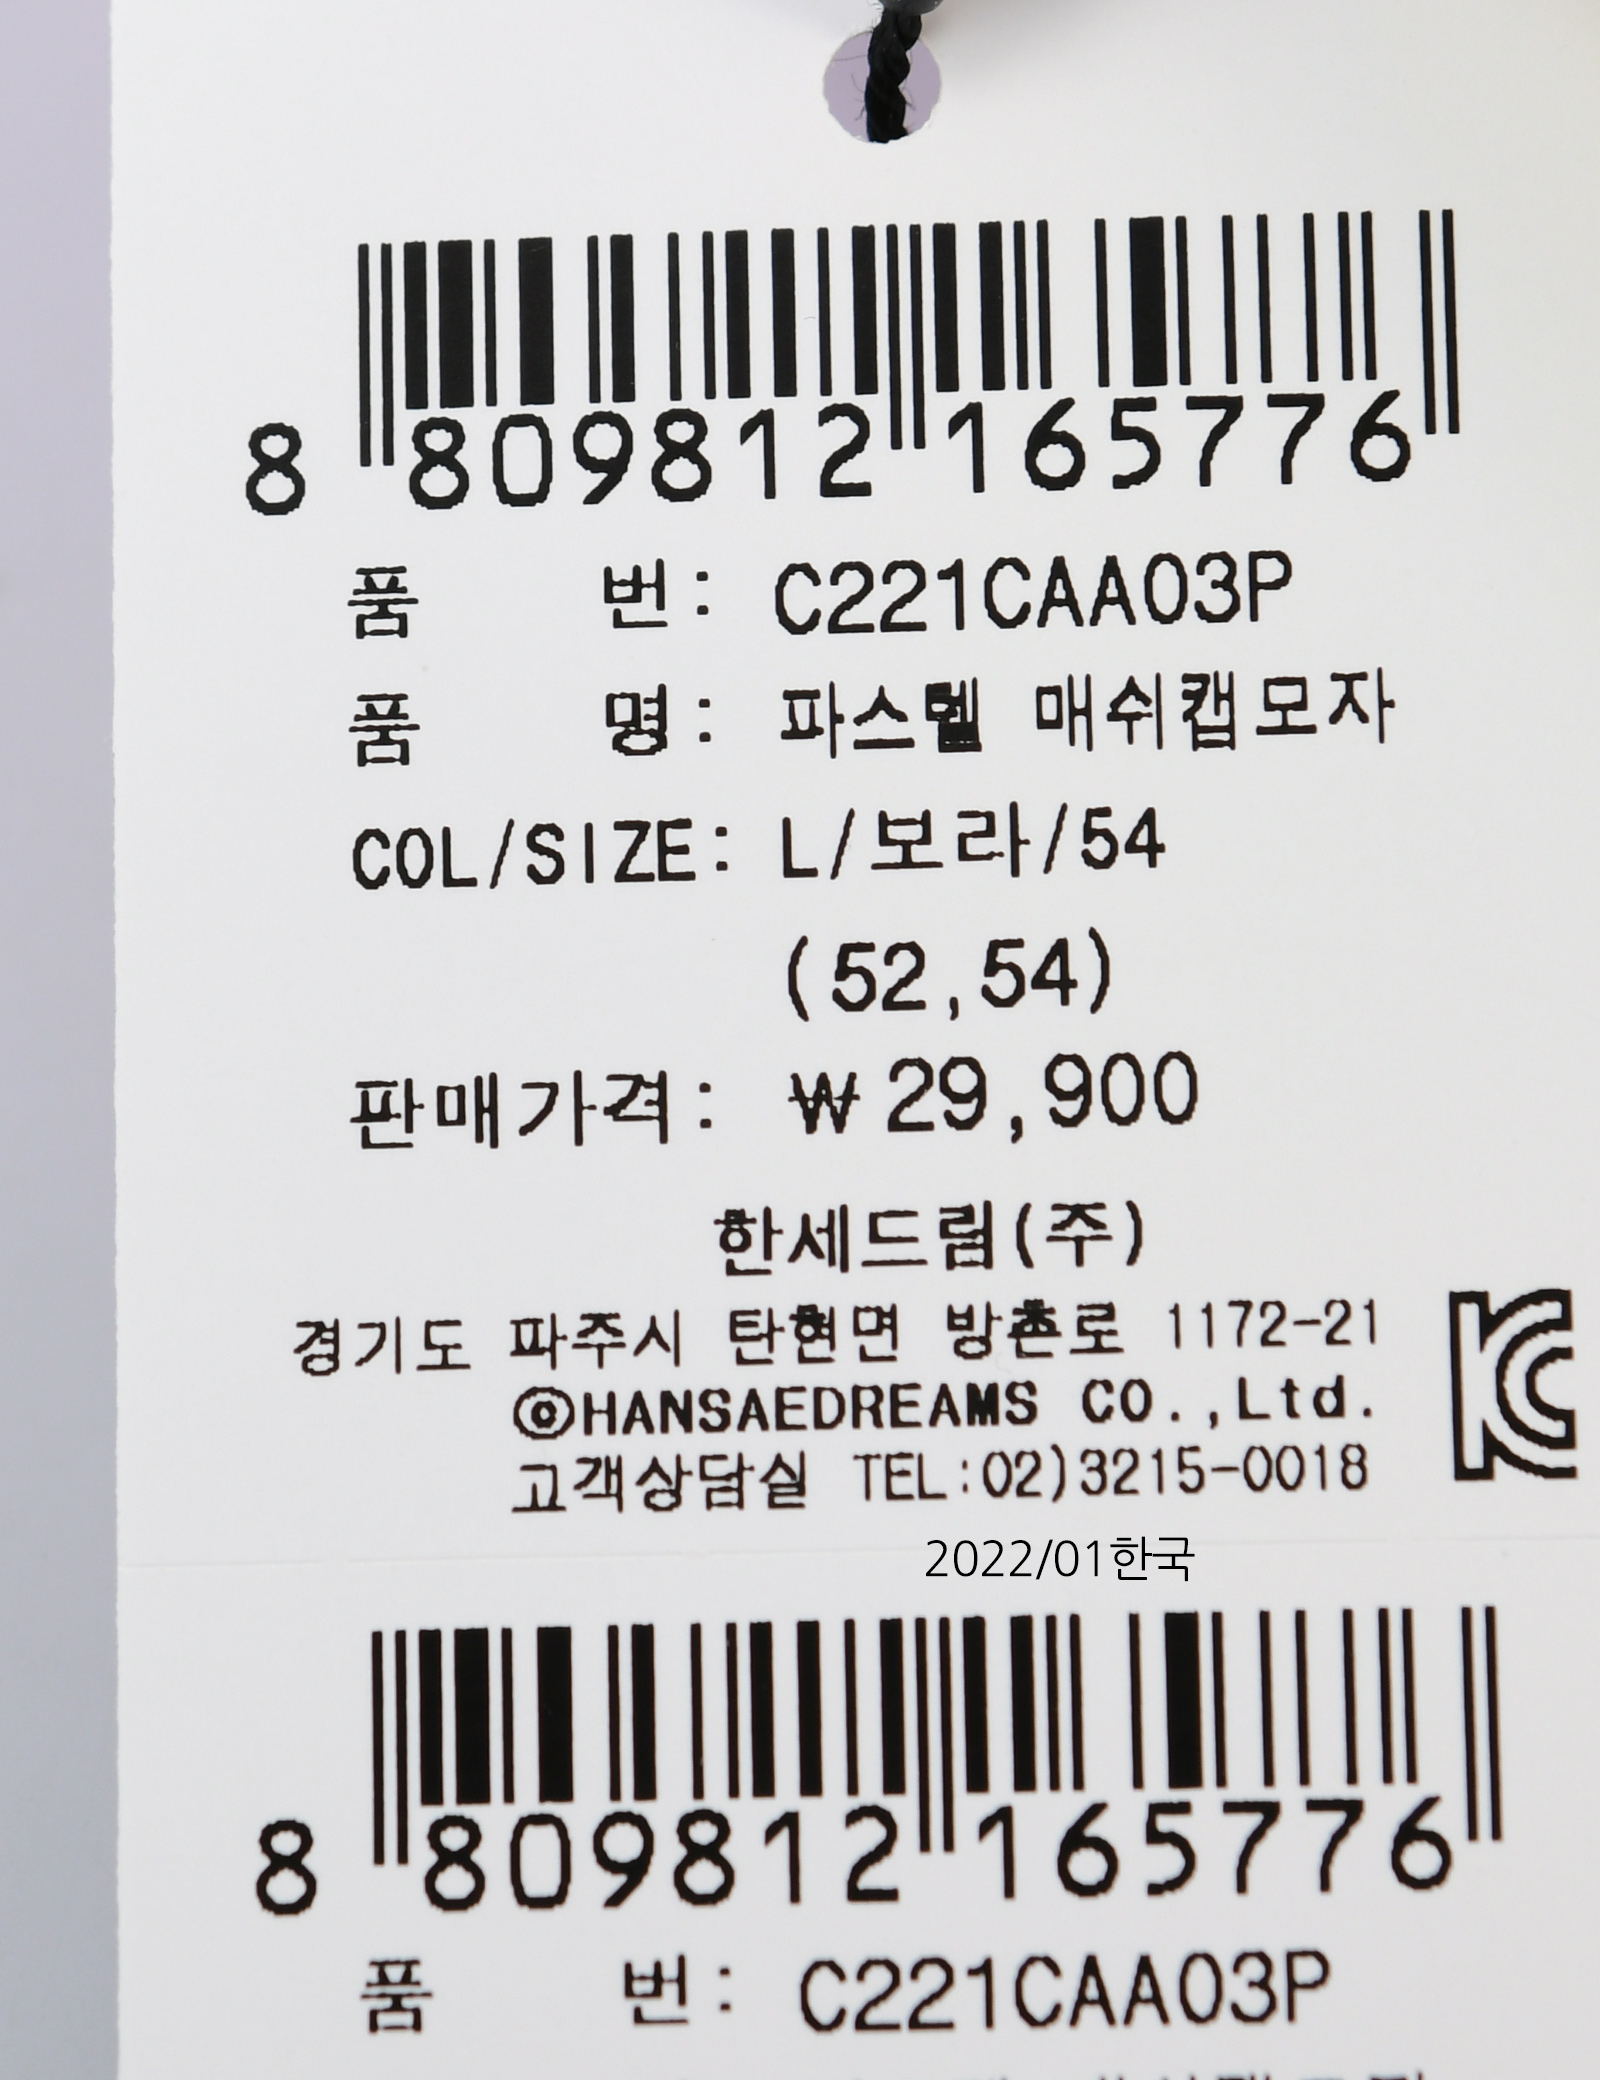 8 809812 165776
품 번: C221CAA03P
품 명: 파스텔 매쉬캡모자
COL/SIZE: L/보라/54
(52,54)
판매가격: ₩29,900
한세드림(주)
경기도 파주시 탄현면 방촌로 1172-21
KC
©HANSAEDREAMS CO.,Ltd.
고객상담실 TEL:02)3215-0018
2022/01한국
8 809812 165776
품 번: C221CAA03P